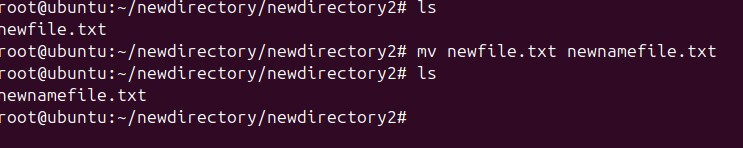 root@ubuntu:~/newdirectory/newdirectory2# ls
newfile.txt
root@ubuntu:~/newdirectory/newdirectory2# mv newfile.txt newnamefile.txt
root@ubuntu:~/newdirectory/newdirectory2# ls
newnamefile.txt
root@ubuntu:~/newdirectory/newdirectory2#